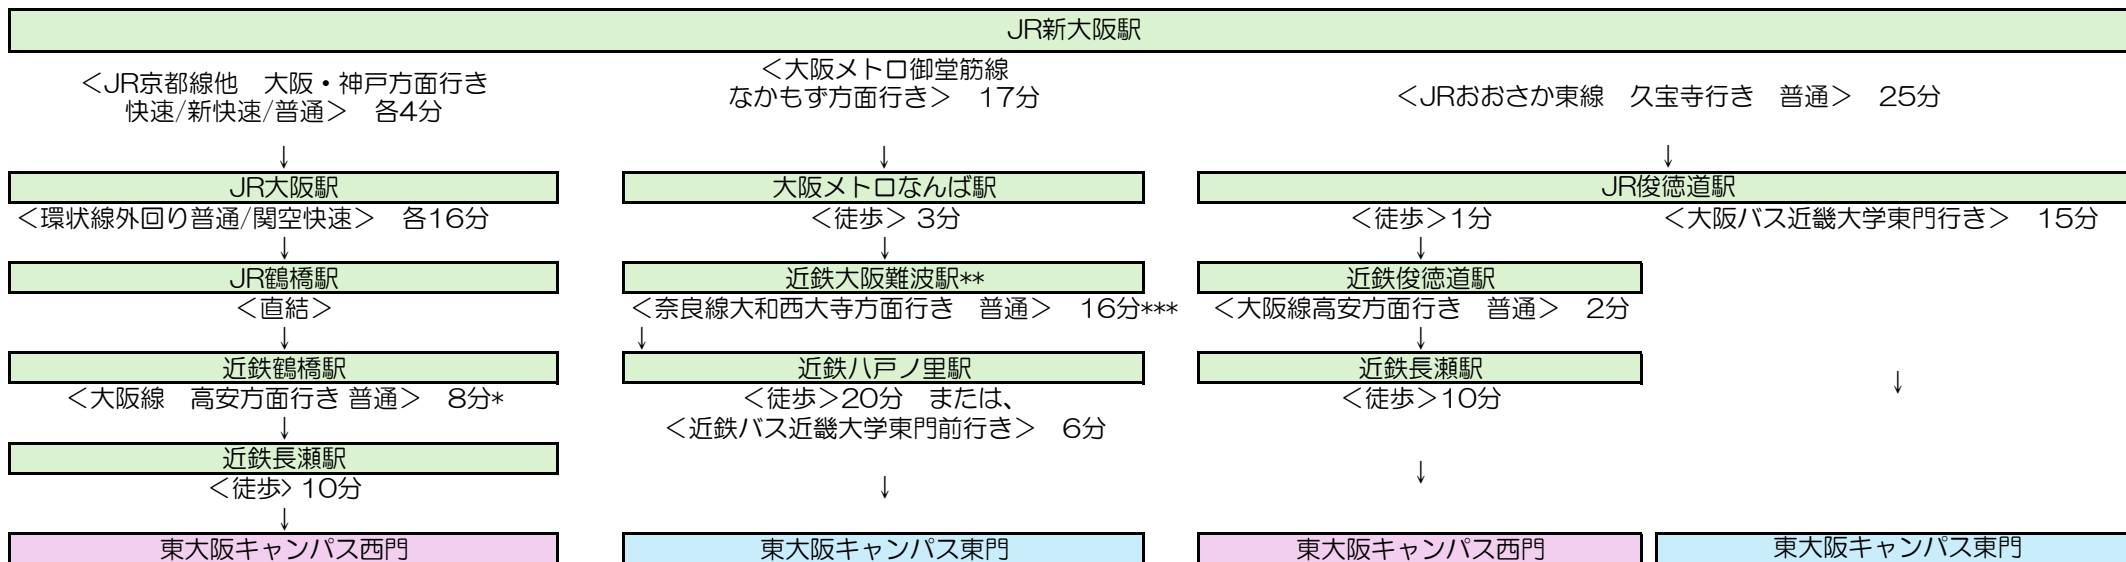 JR新大阪駅
＜JR京都線他　大阪・神戸方面行き
快速/新快速/普通＞　各4分
↓
JR大阪駅
＜環状線外回り普通/関空快速＞　各16分
↓
JR鶴橋駅
＜直結＞
↓
近鉄鶴橋駅
＜大阪線　高安方面行き 普通＞　8分*
↓
近鉄長瀬駅
＜徒歩> 10分
↓
東大阪キャンパス西門
＜大阪メトロ御堂筋線
なかもず方面行き＞　17分
↓
大阪メトロなんば駅
＜徒歩＞ 3分
↓
近鉄大阪難波駅**
＜奈良線大和西大寺方面行き　普通＞　16分***
↓
近鉄八戸ノ里駅
＜徒歩＞20分　または、
＜近鉄バス近畿大学東門前行き＞　6分
↓
東大阪キャンパス東門
＜JRおおさか東線　久宝寺行き　普通＞　25分
↓
JR俊徳道駅
＜徒歩＞1分
↓
近鉄俊徳道駅
＜大阪線高安方面行き　普通＞　2分
↓
近鉄長瀬駅
＜徒歩＞10分
↓
東大阪キャンパス西門
＜大阪バス近畿大学東門行き＞　15分
↓
東大阪キャンパス東門